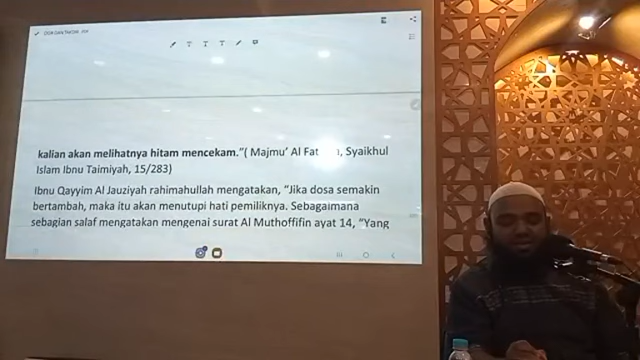 kalian akan melihatnya hitam mencekam."( Majmu' Al Fat , Syaikhul
Islam Ibnu Taimiyah, 15/283)
Ibnu Qayyim Al Jauziyah rahimahullah mengatakan, "Jika dosa semakin
bertambah, maka itu akan menutupi hati pemiliknya. Sebagaimana
sebagian salaf mengatakan mengenai surat Al Muthoffifin ayat 14, "Yang